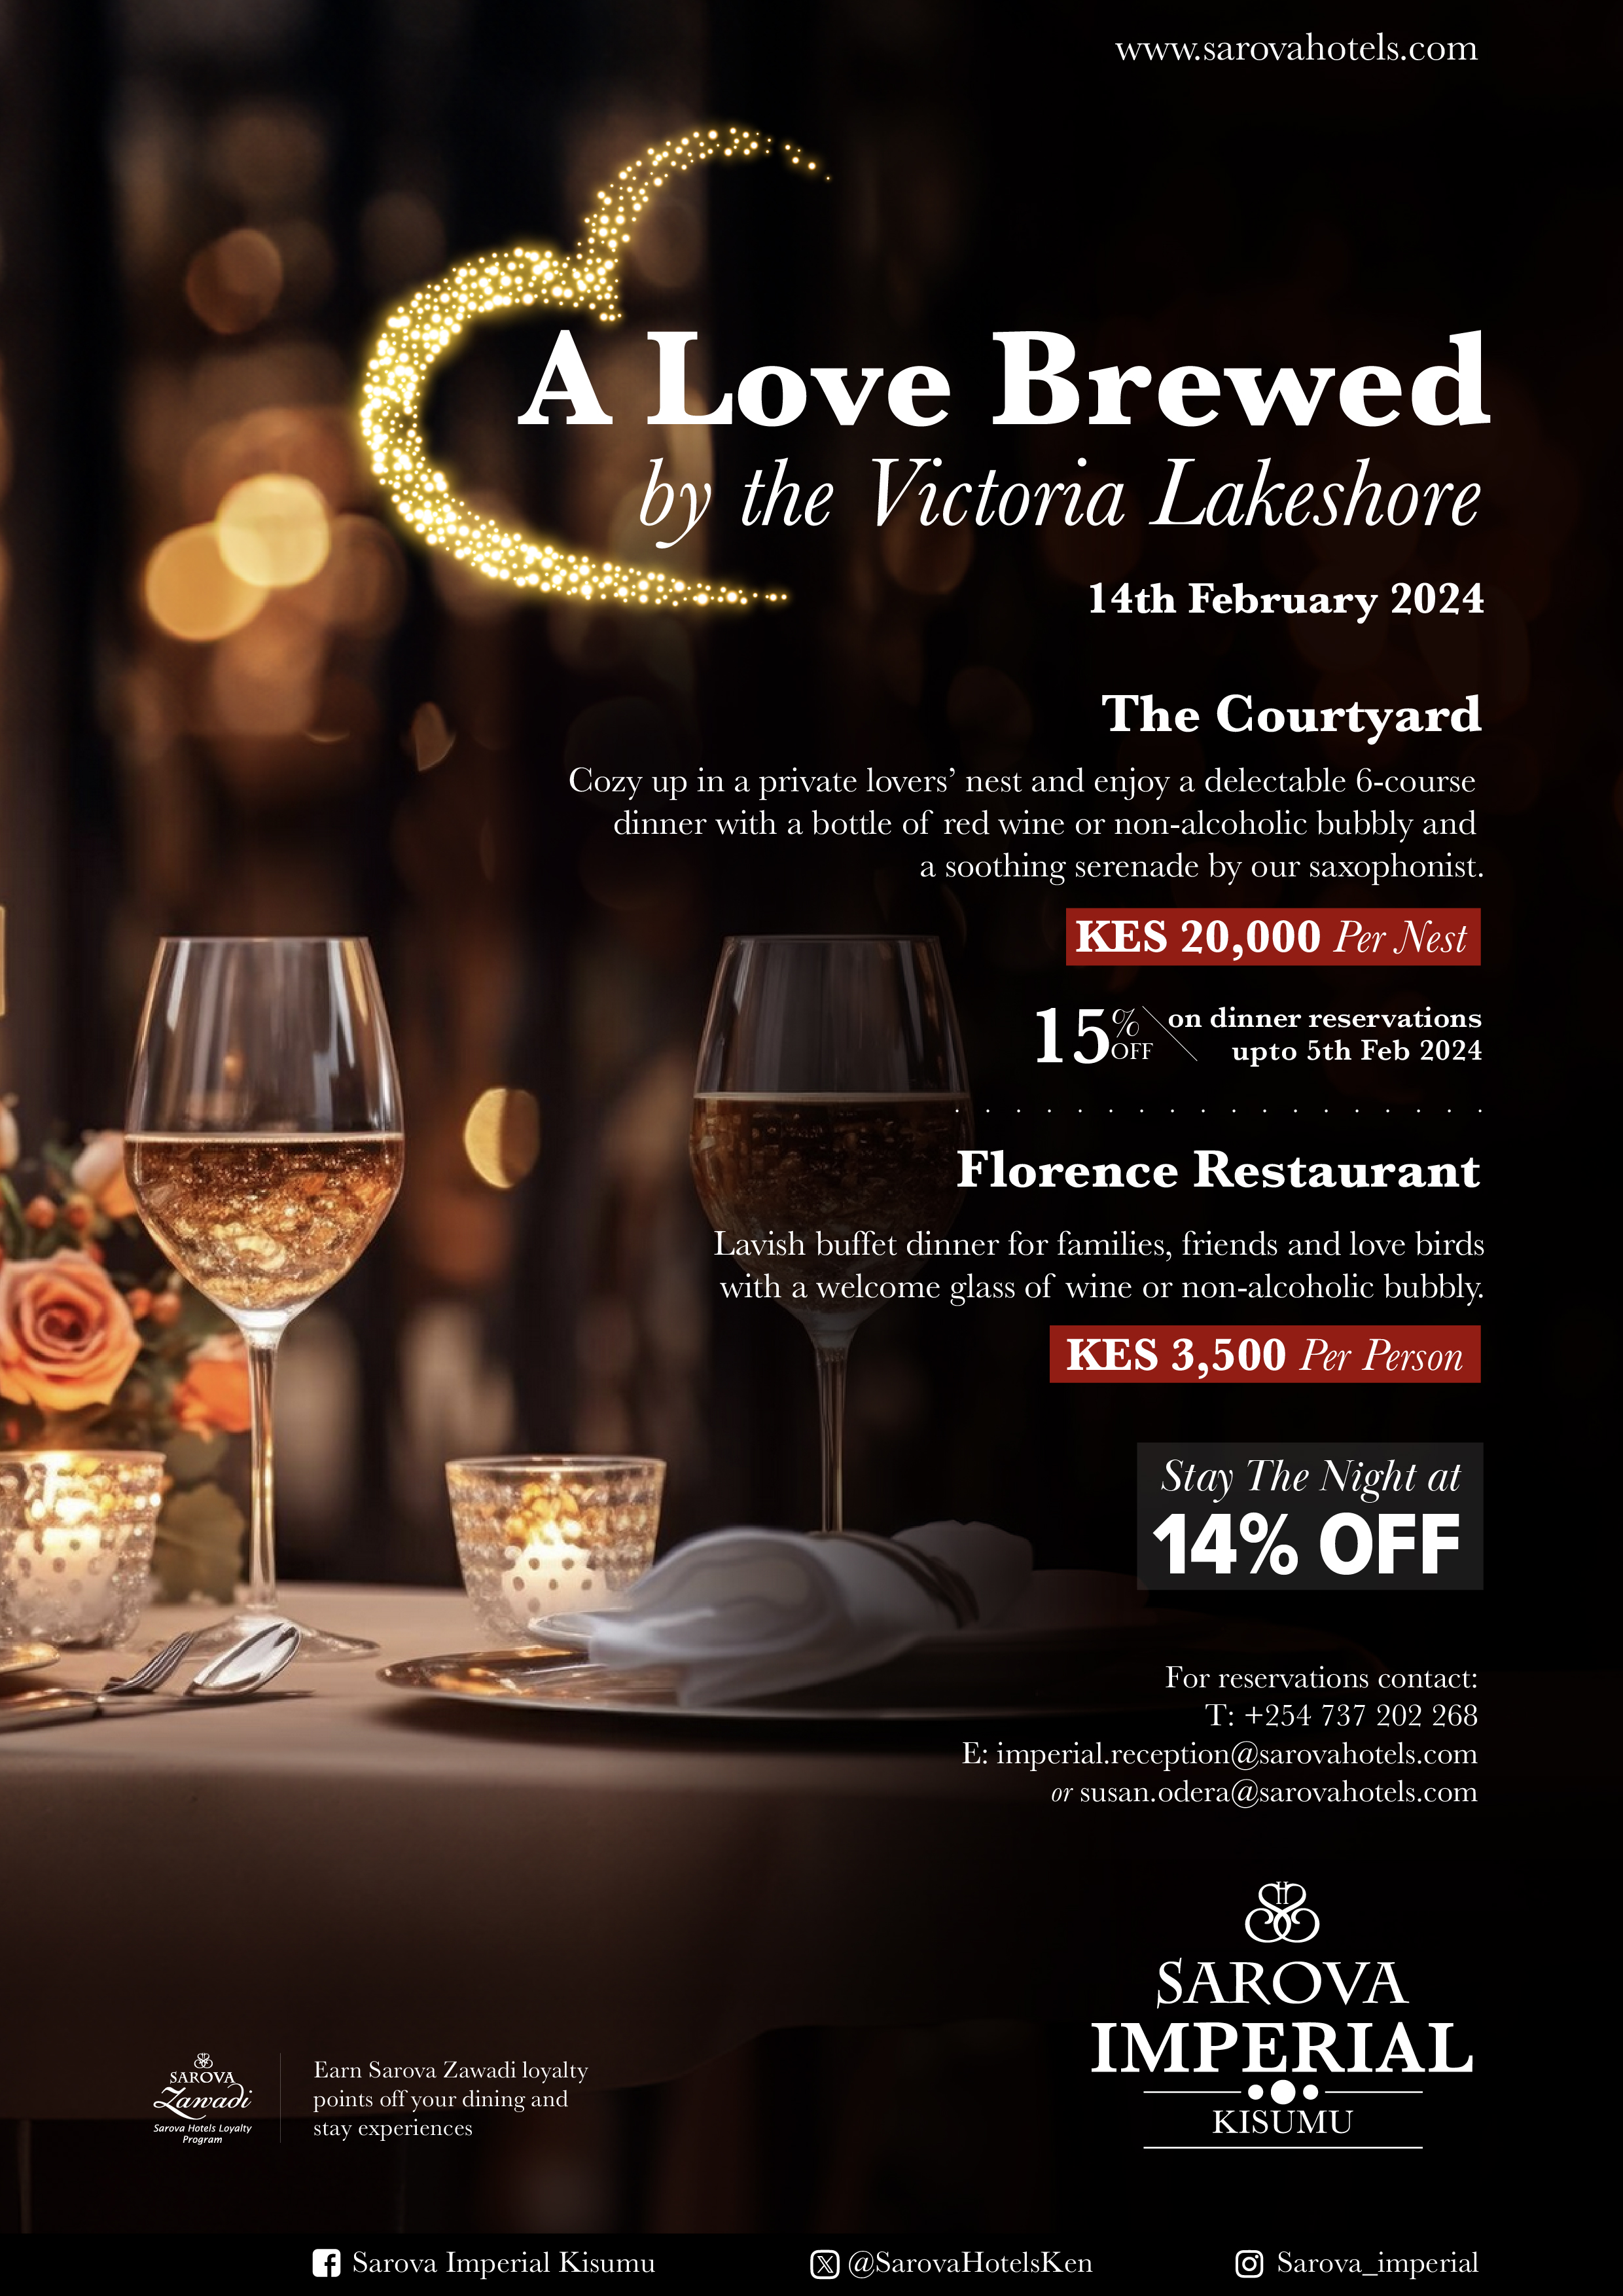 www.sarovahotels.com
A Love Brewed
by the Victoria Lakeshore
14th February 2024
The Courtyard
Cozy up in a private lovers’ nest and enjoy a delectable 6-course
dinner with a bottle of red wine or non-alcoholic bubbly and
a soothing serenade by our saxophonist.
KES 20,000 Per Nest
15% OFF on dinner reservations
upto 5th Feb 2024
Florence Restaurant
Lavish buffet dinner for families, friends and love birds
with a welcome glass of wine or non-alcoholic bubbly.
KES 3,500 Per Person
Stay The Night at
14% OFF
For reservations contact:
T: +254 737 202 268
E: imperial.reception@sarovahotels.com
or susan.odera@sarovahotels.com
SAROVA
IMPERIAL
KISUMU
SAROVA
Zawadi
Sarova Hotels Loyalty
Program
Earn Sarova Zawadi loyalty
points off your dining and
stay experiences
Sarova Imperial Kisumu
@SarovaHotelsKen
Sarova_imperial